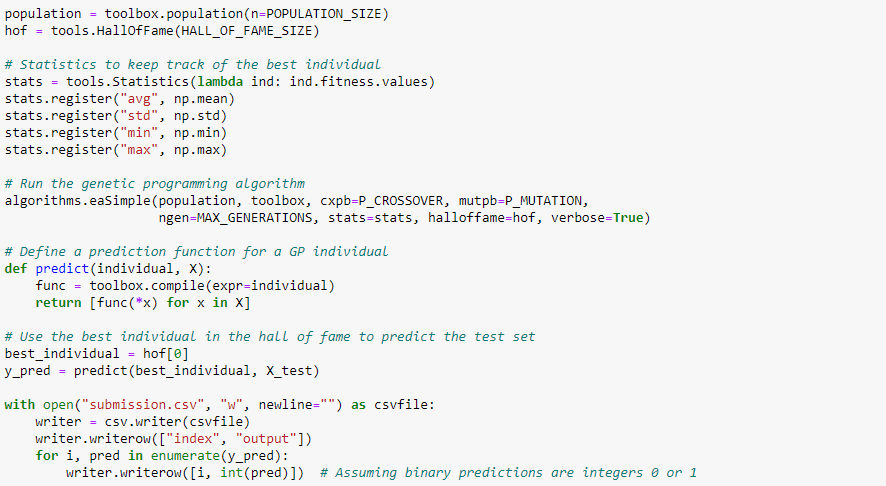 population = toolbox.population(n=POPULATION_SIZE)
hof = tools.HallOfFame(HALL_OF_FAME_SIZE)

# Statistics to keep track of the best individual
stats = tools.Statistics(lambda ind: ind.fitness.values)
stats.register("avg", np.mean)
stats.register("std", np.std)
stats.register("min", np.min)
stats.register("max", np.max)

# Run the genetic programming algorithm
algorithms.eaSimple(population, toolbox, cxpb=P_CROSSOVER, mutpb=P_MUTATION,
                    ngen=MAX_GENERATIONS, stats=stats, halloffame=hof, verbose=True)

# Define a prediction function for a GP individual
def predict(individual, X):
    func = toolbox.compile(expr=individual)
    return [func(*x) for x in X]

# Use the best individual in the hall of fame to predict the test set
best_individual = hof[0]
y_pred = predict(best_individual, X_test)

with open("submission.csv", "w", newline="") as csvfile:
    writer = csv.writer(csvfile)
    writer.writerow(["index", "output"])
    for i, pred in enumerate(y_pred):
        writer.writerow([i, int(pred)])  # Assuming binary predictions are integers 0 or 1